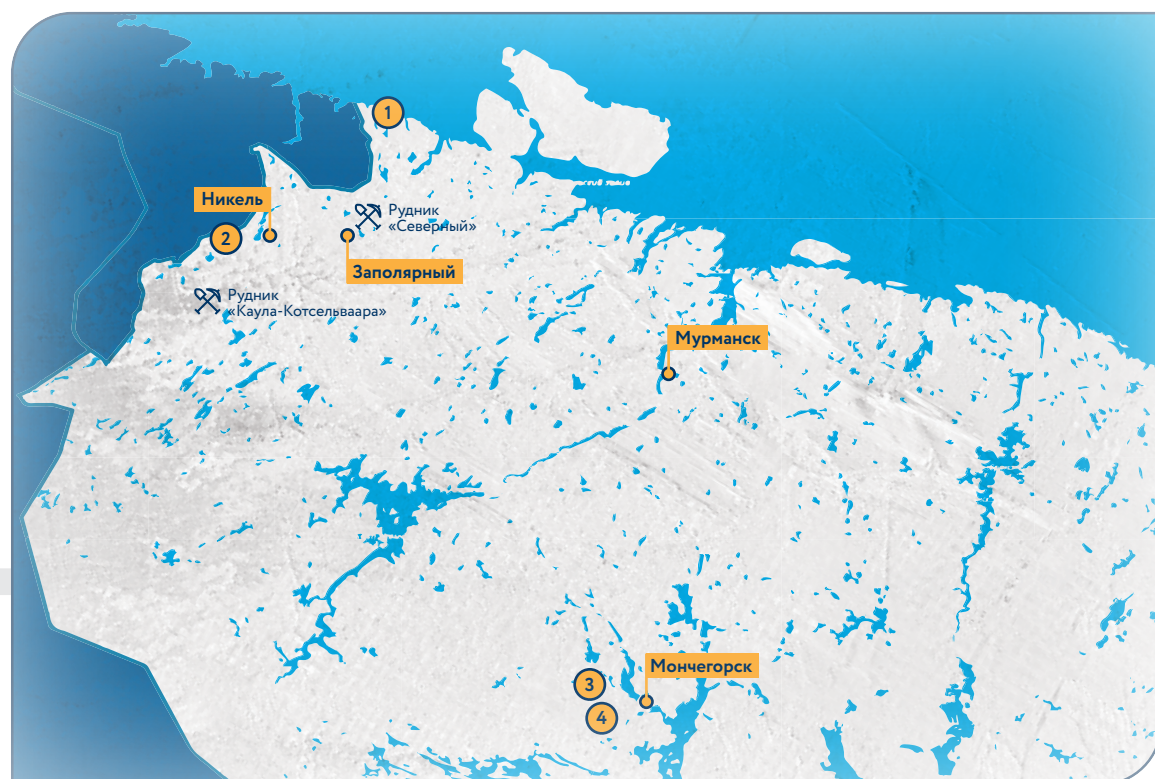 1
Никель
Рудник
«Северный»
2
Заполярный
Рудник
«Каула-Котсельваара»
Мурманск
Мончегорск
3
4